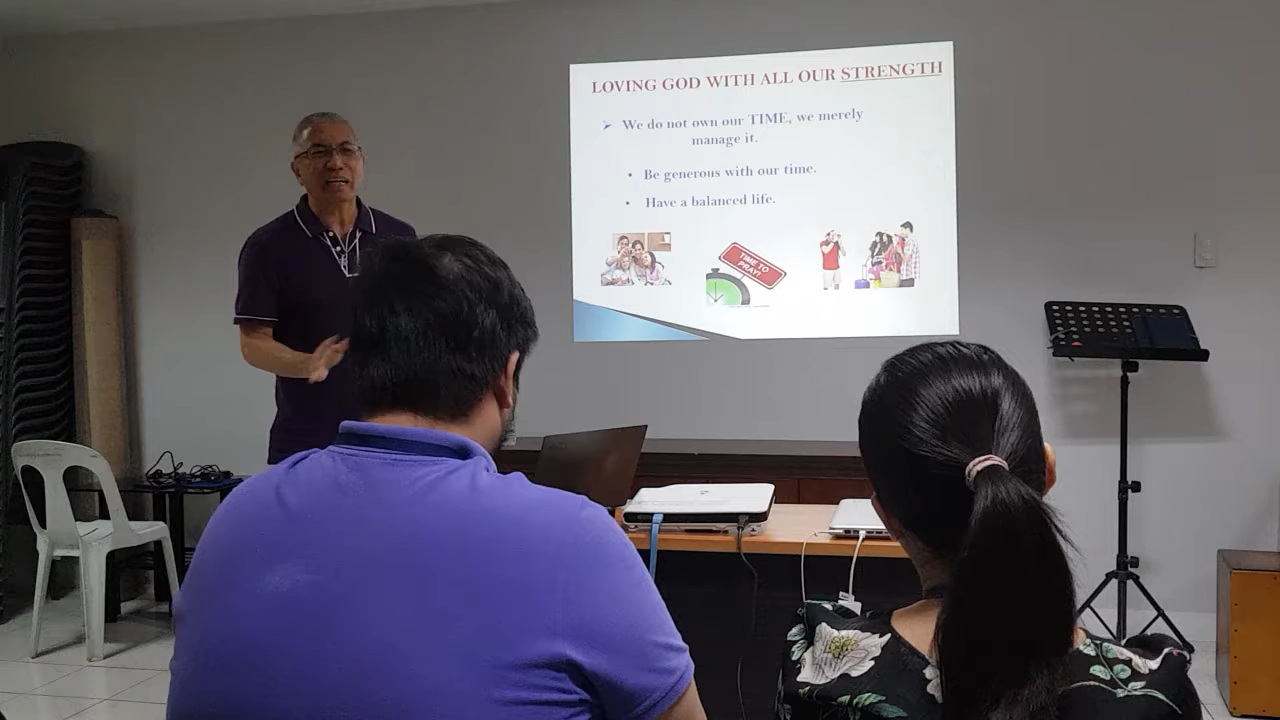 LOVING GOD WITH ALL OUR STRENGTH
➢ We do not own our TIME, we merely
manage it.
• Be generous with our time.
• Have a balanced life.
TIME TO
PRAY!